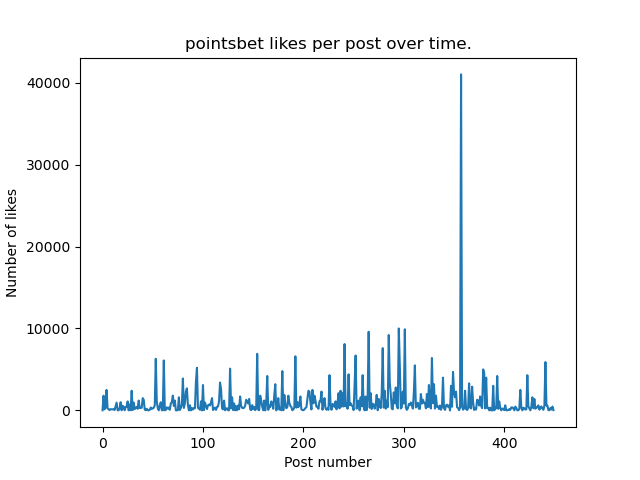 pointsbet likes per post over time.
40000
30000
20000
10000
0
Number of likes
0 100 200 300 400
Post number